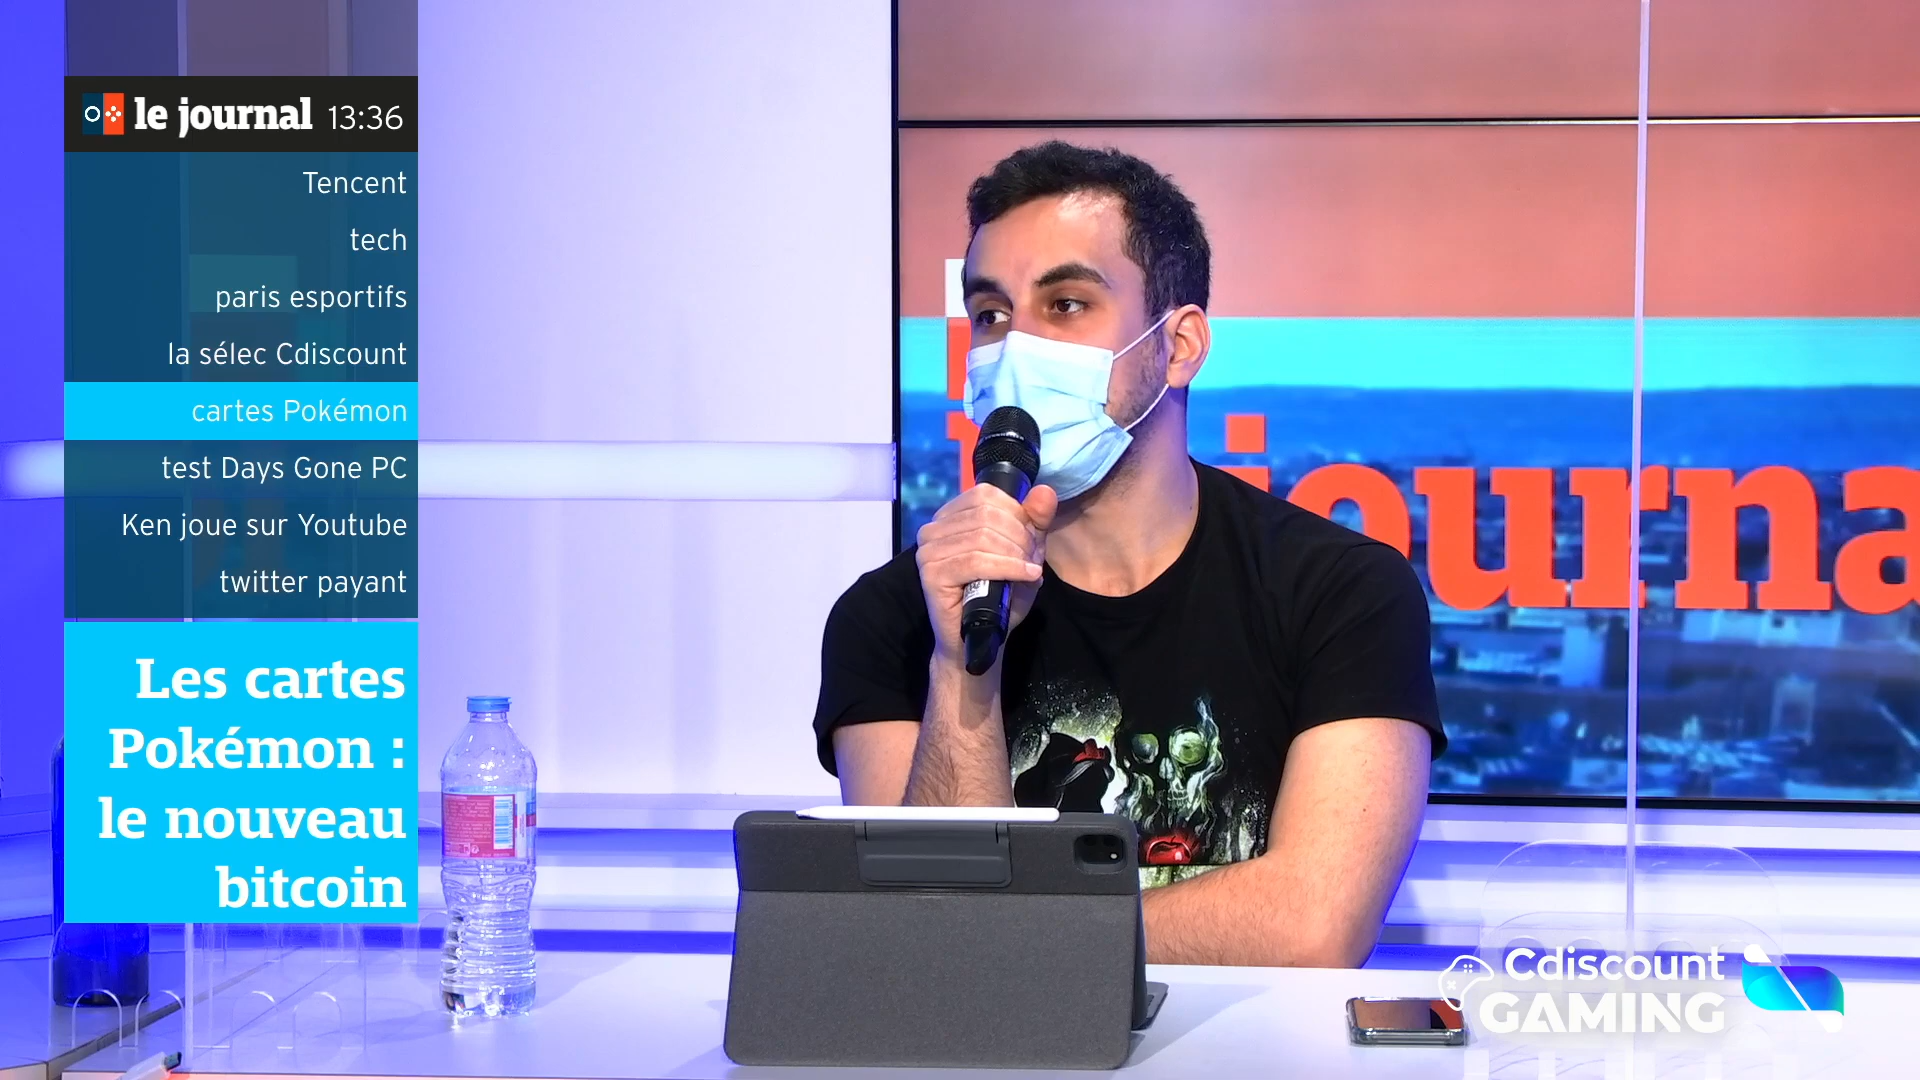 le journal 13:36
Tencent
tech
paris esportifs
la sélec Cdiscount
cartes Pokémon
test Days Gone PC
Ken joue sur Youtube
twitter payant
Les cartes
Pokémon :
le nouveau
bitcoin
journa
Cdiscount
GAMING